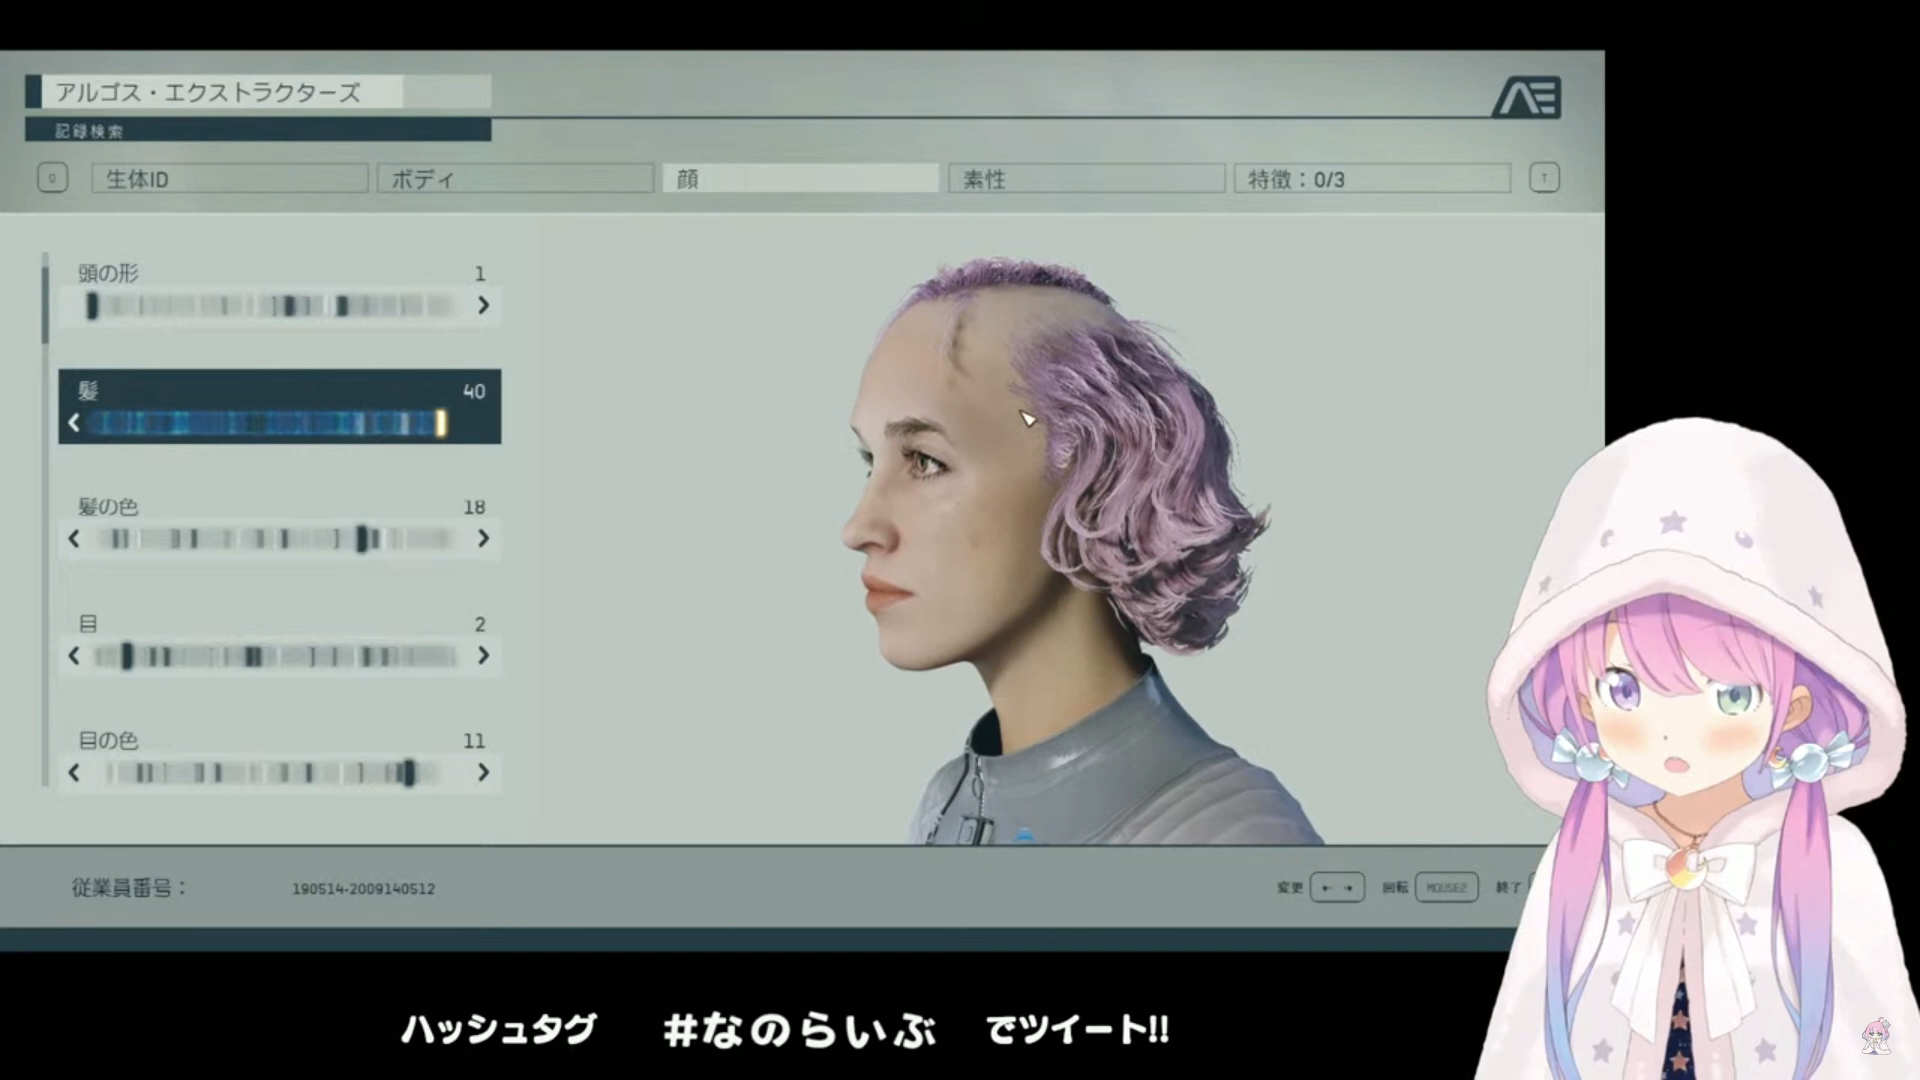 アルゴス・エクストラクターズ
AE
記録検索
Q
生体ID
ボディ
顔
素性
特徴：0/3
T
頭の形 1
髪 40
髪の色 18
目 2
目の色 11
従業員番号： 190514-2009140512
変更
回転 MOUSE2
終了
ハッシュタグ #なのらいぶ でツイート!!